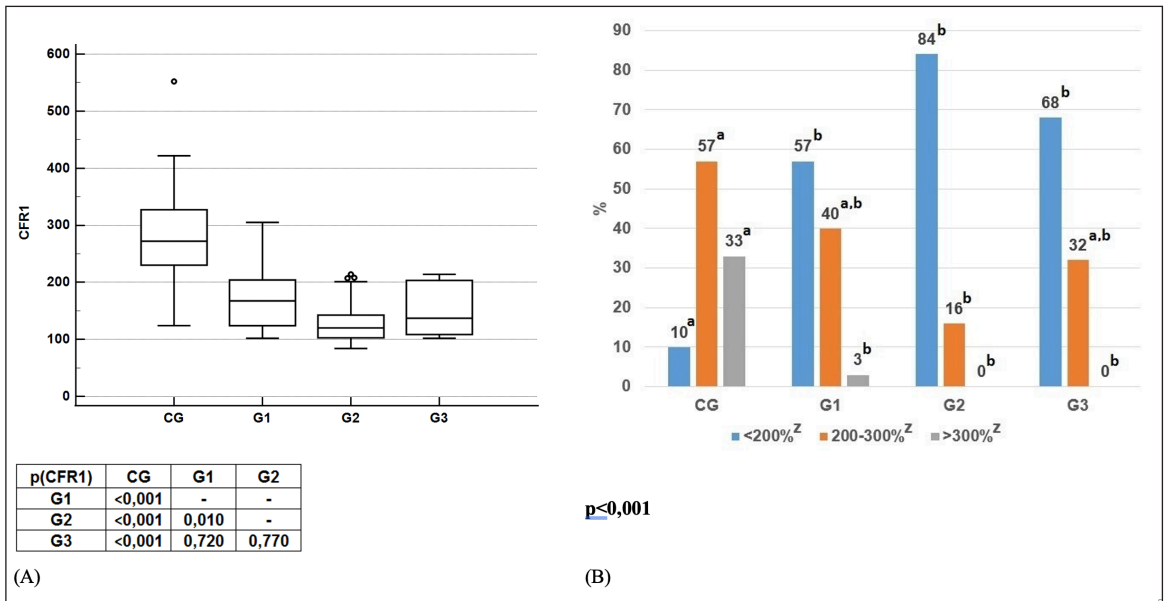 600
500
400
300
200
100
0
CFR1
CG G1 G2 G3
p(CFR1) CG G1 G2
G1 <0,001 - -
G2 <0,001 0,010 -
G3 <0,001 0,720 0,770
(A)
90
80
70
60
50
40
30
20
10
0
%
10a 57a 33a
57b 40a,b 3b
84b 16b 0b
68b 32a,b 0b
CG G1 G2 G3
<200%Z 200-300%Z >300%Z
p<0,001
(B)